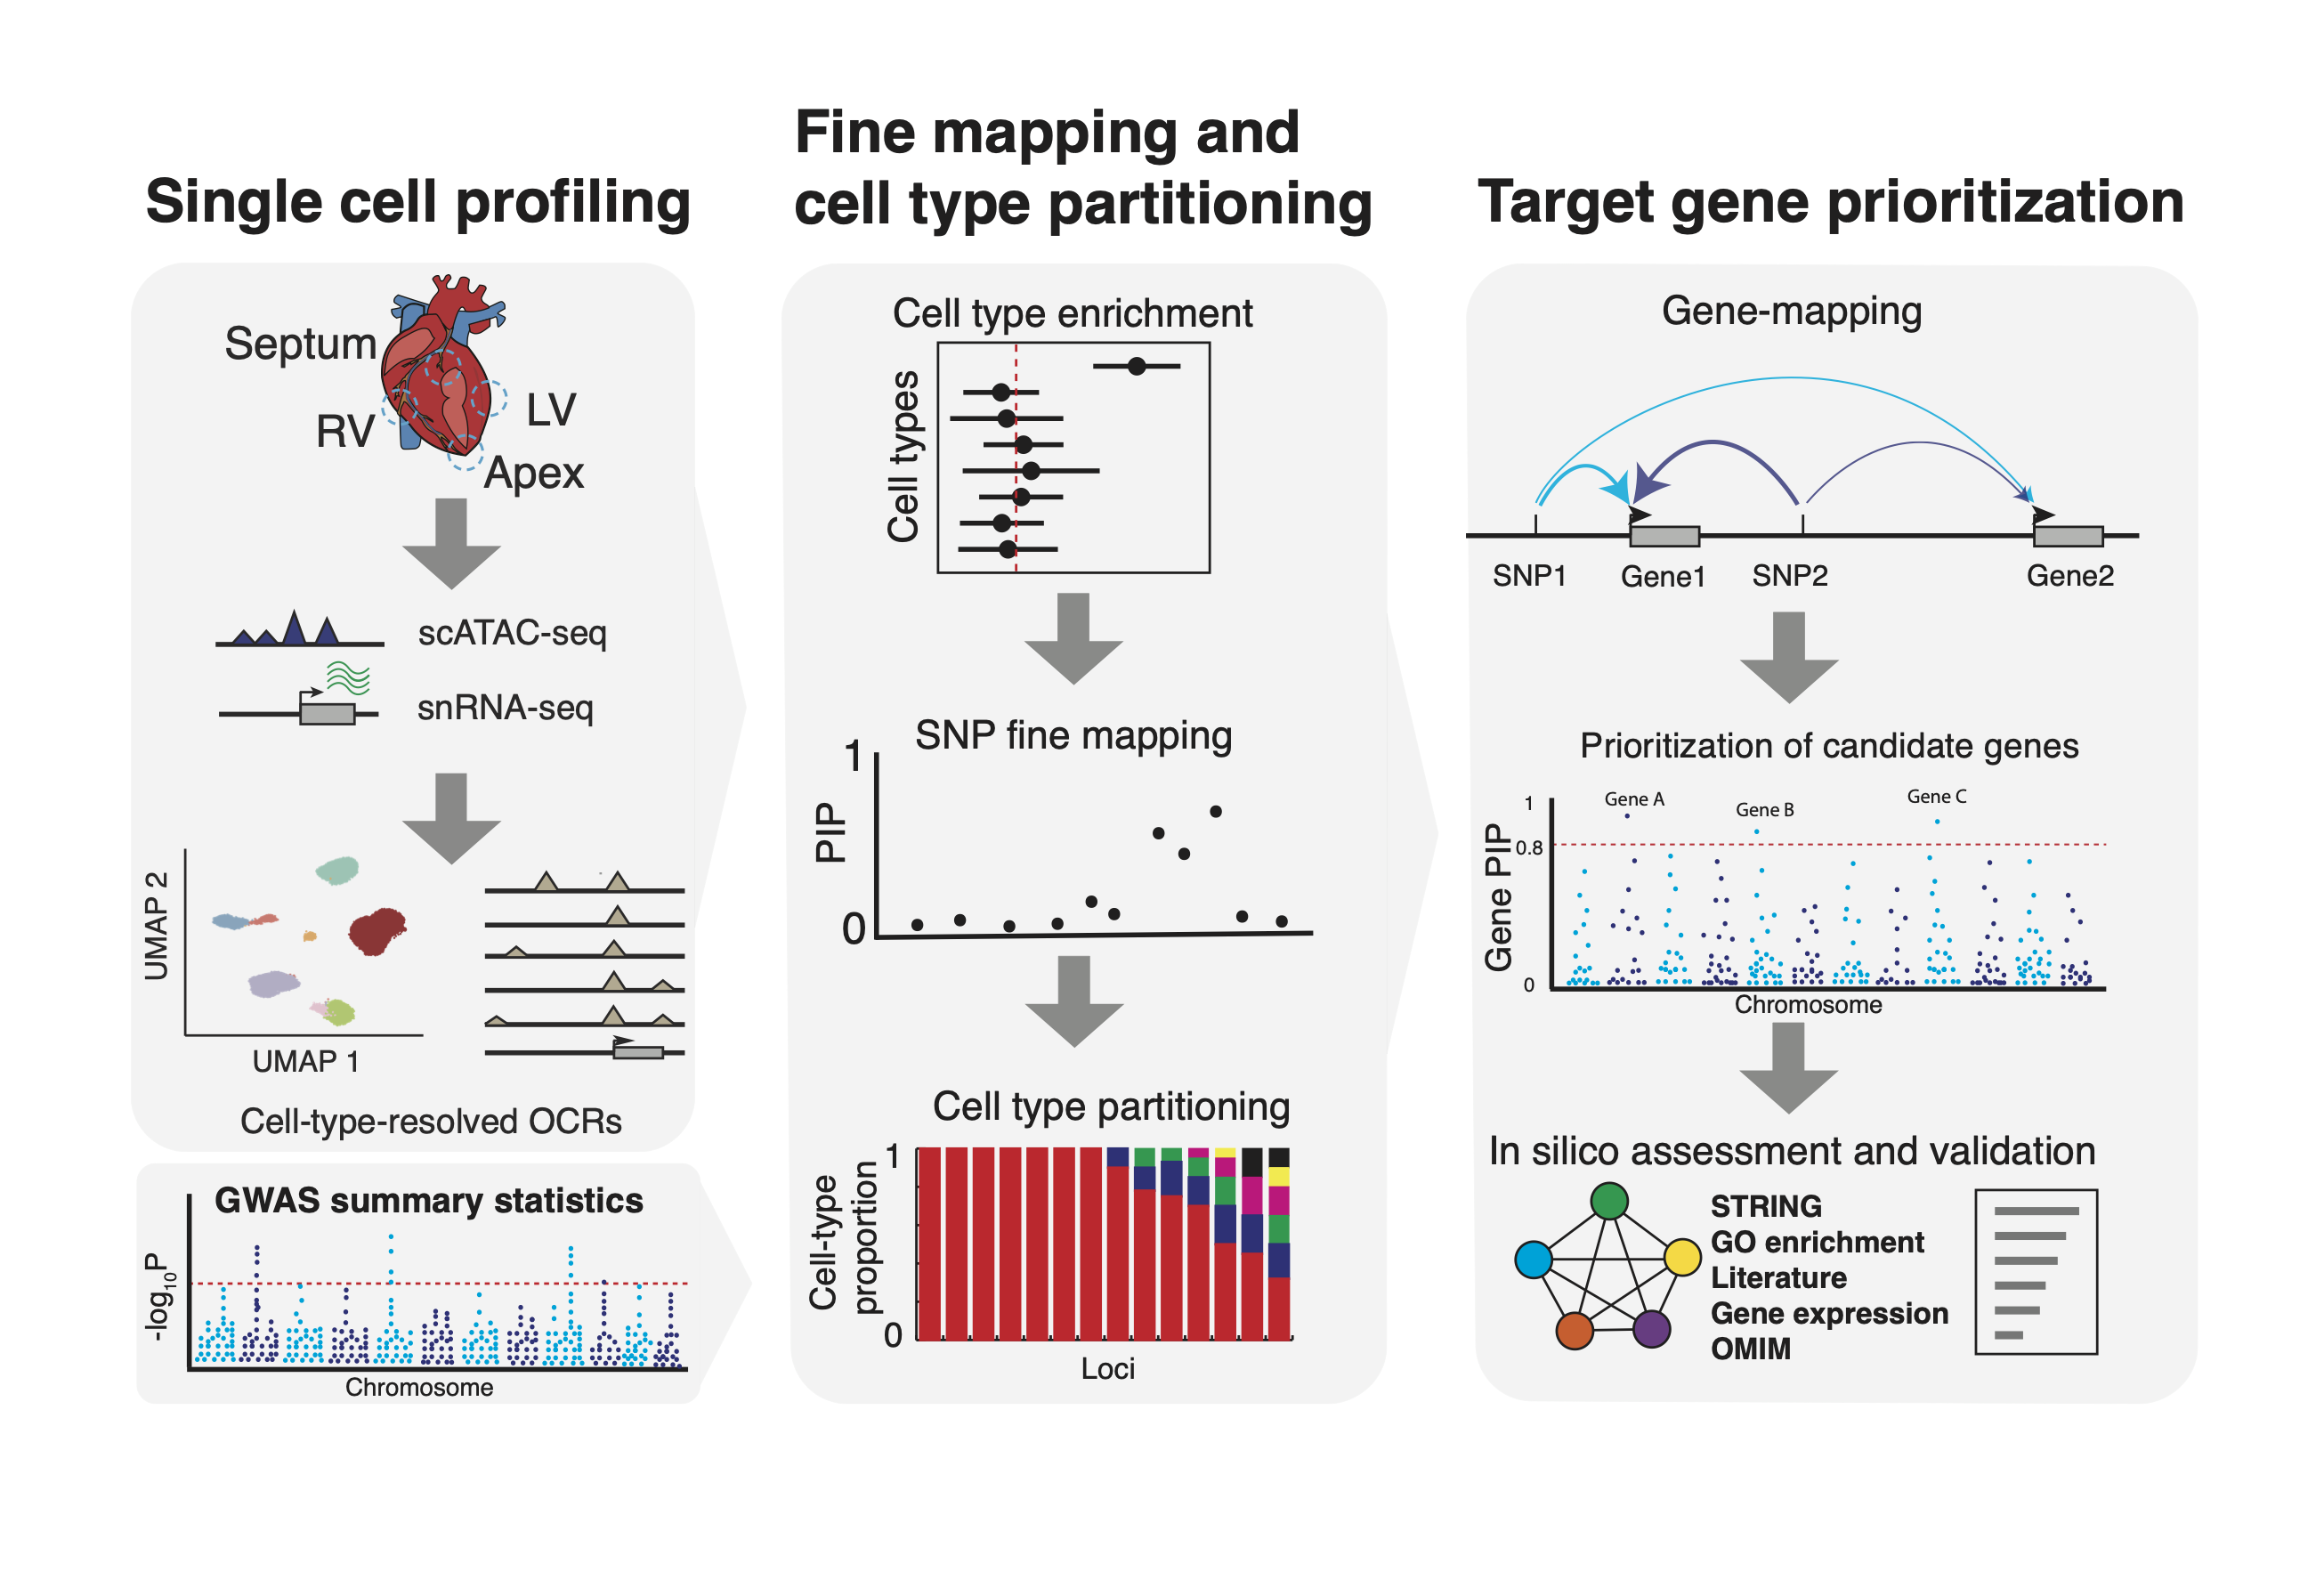 Single cell profiling
Septum
RV
LV
Apex
scATAC-seq
snRNA-seq
UMAP 2
UMAP 1
Cell-type-resolved OCRs
GWAS summary statistics
-log10P
Chromosome
Fine mapping and
cell type partitioning
Cell type enrichment
Cell types
SNP fine mapping
1
PIP
0
Cell type partitioning
1
Cell-type
proportion
0
Loci
Target gene prioritization
Gene-mapping
SNP1
Gene1
SNP2
Gene2
Prioritization of candidate genes
1
Gene A
Gene B
Gene C
Gene PIP
0.8
0
Chromosome
In silico assessment and validation
STRING
GO enrichment
Literature
Gene expression
OMIM